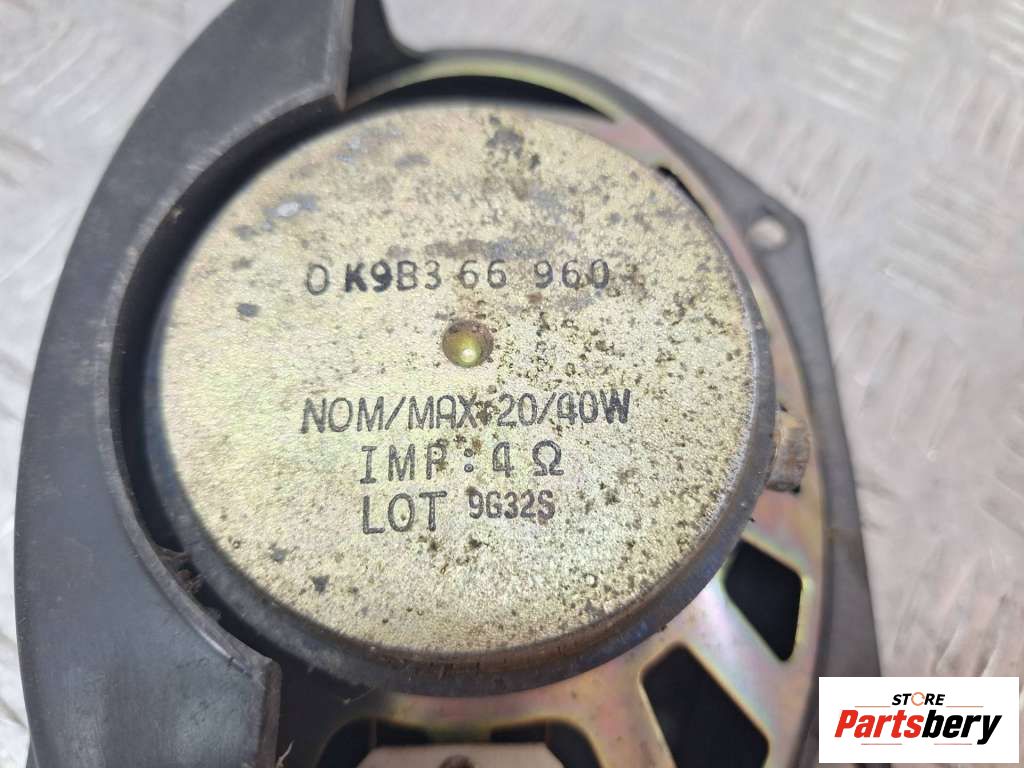 0K9B3 66 960
NOM/MAX:20/40W
IMP:4Ω
LOT 9G32S
STORE
Partsbery